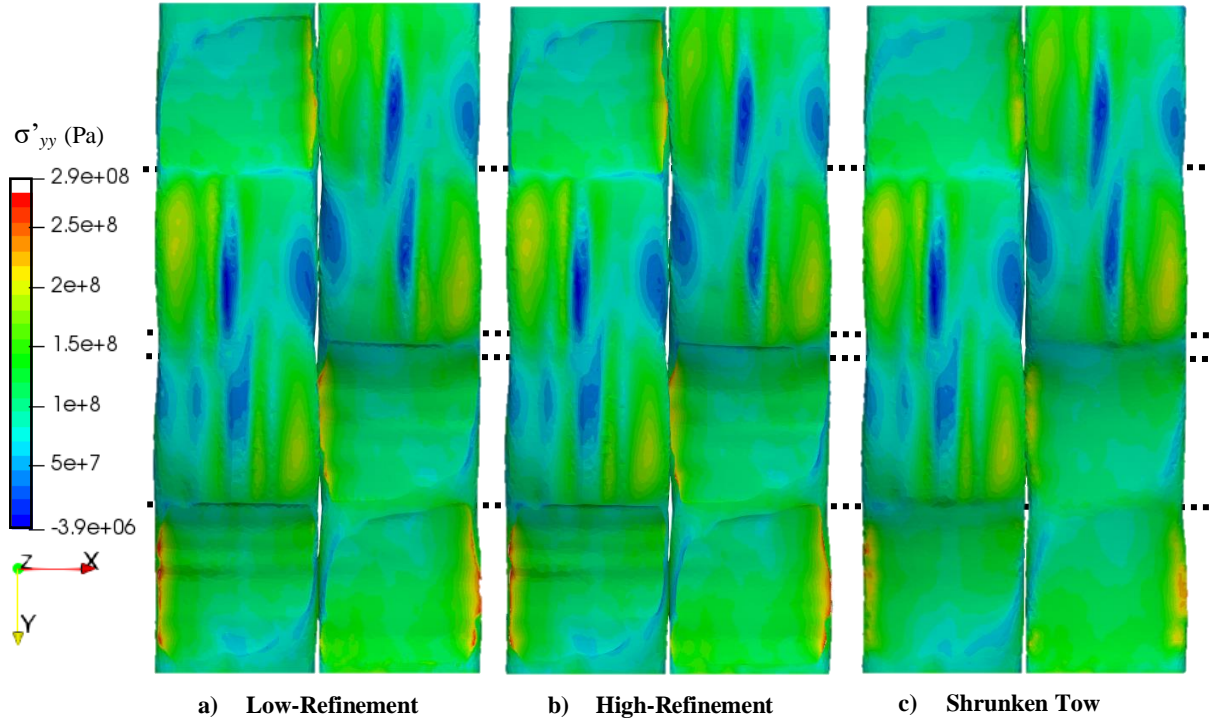 σ'yy (Pa)
2.9e+08
2.5e+8
2e+8
1.5e+8
1e+8
5e+7
-3.9e+06
Z X
Y
a) Low-Refinement b) High-Refinement c) Shrunken Tow